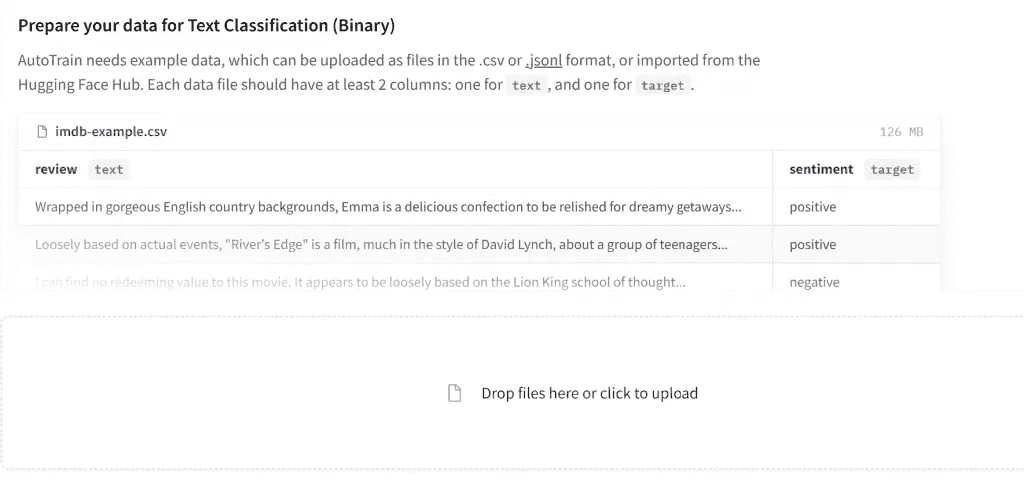 Prepare your data for Text Classification (Binary)
AutoTrain needs example data, which can be uploaded as files in the .csv or .jsonl format, or imported from the
Hugging Face Hub. Each data file should have at least 2 columns: one for text, and one for target.
imdb-example.csv 126 MB
review text sentiment target
Wrapped in gorgeous English country backgrounds, Emma is a delicious confection to be relished for dreamy getaways... positive
Loosely based on actual events, "River's Edge" is a film, much in the style of David Lynch, about a group of teenagers... positive
I can find no redeeming value to this movie. It appears to be loosely based on the Lion King school of thought... negative
Drop files here or click to upload